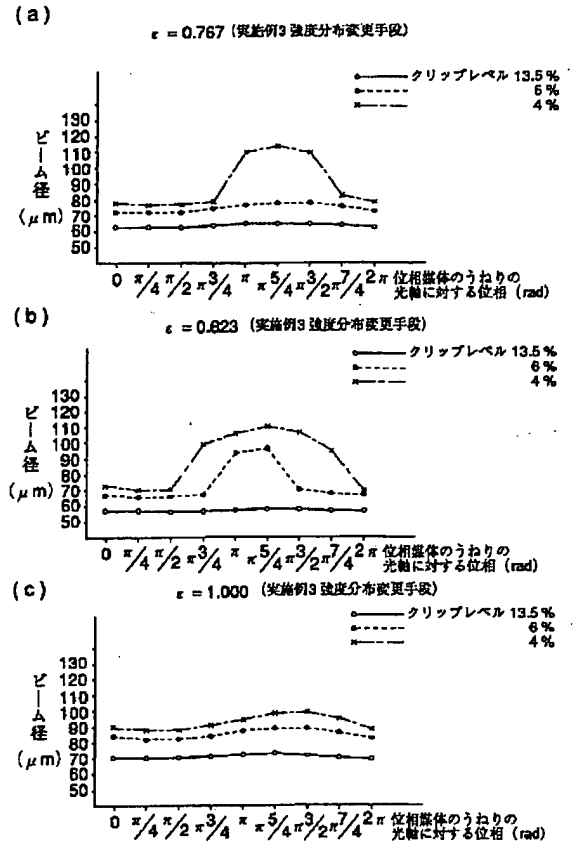 (a)
ε = 0.767 (実施例3 強度分布変更手段)
クリップレベル 13.5%
6%
4%
ビーム径
(μm)
130
120
110
100
90
80
70
60
50
0 π/4 π/2 π3/4 π π5/4 π3/2 π7/4 2π
位相媒体のうねりの
光軸に対する位相 (rad)
(b)
ε = 0.623 (実施例3 強度分布変更手段)
クリップレベル 13.5%
6%
4%
ビーム径
(μm)
130
120
110
100
90
80
70
60
50
0 π/4 π/2 π3/4 π π5/4 π3/2 π7/4 2π
位相媒体のうねりの
光軸に対する位相 (rad)
(c)
ε = 1.000 (実施例3 強度分布変更手段)
クリップレベル 13.5%
6%
4%
ビーム径
(μm)
130
120
110
100
90
80
70
60
50
0 π/4 π/2 π3/4 π π5/4 π3/2 π7/4 2π
位相媒体のうねりの
光軸に対する位相 (rad)